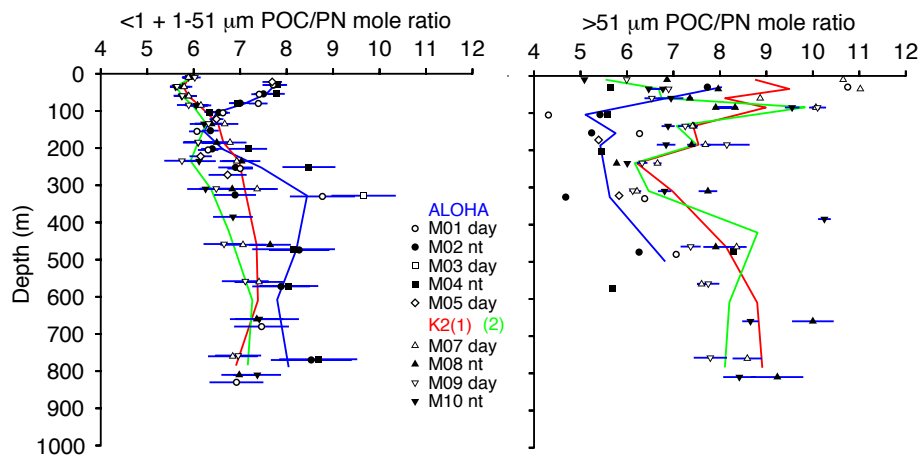 <1 + 1-51 μm POC/PN mole ratio
4 5 6 7 8 9 10 11 12
0
100
200
300
400
500
600
700
800
900
1000
Depth (m)
ALOHA
M01 day
M02 nt
M03 day
M04 nt
M05 day
K2(1) (2)
M07 day
M08 nt
M09 day
M10 nt
>51 μm POC/PN mole ratio
4 5 6 7 8 9 10 11 12